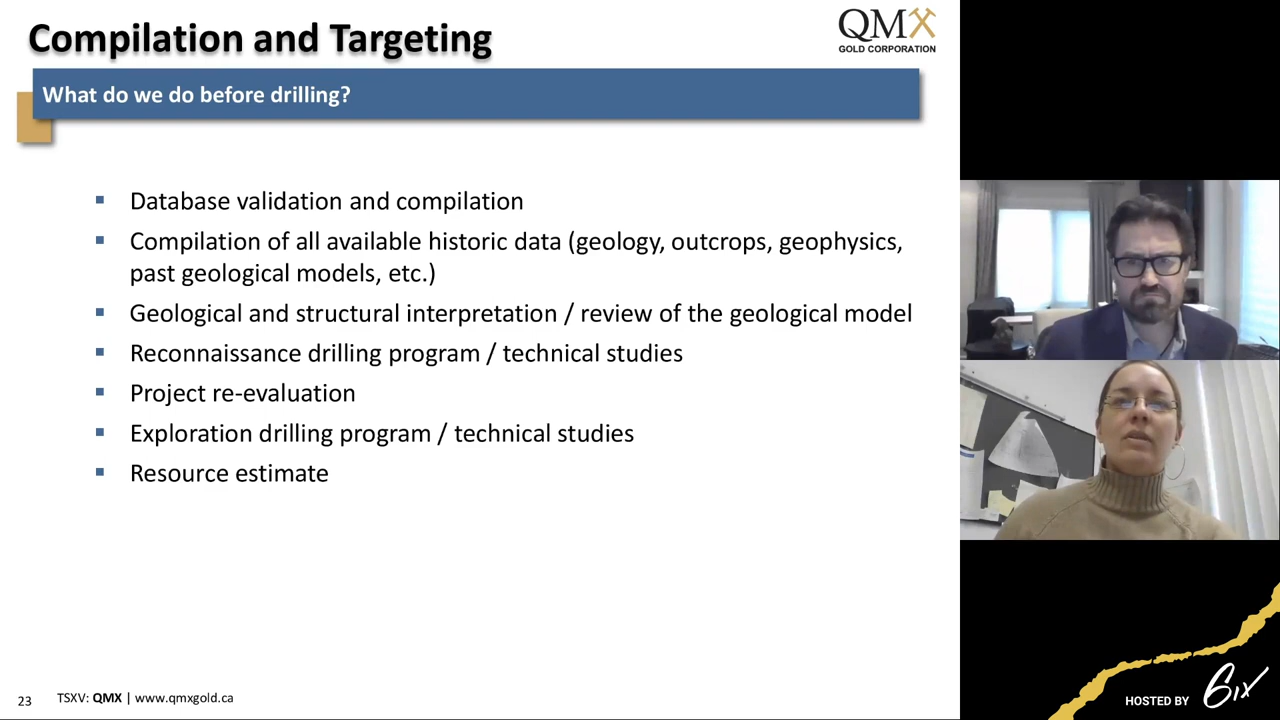 Compilation and Targeting
QMX
GOLD CORPORATION
What do we do before drilling?
▪ Database validation and compilation
▪ Compilation of all available historic data (geology, outcrops, geophysics,
past geological models, etc.)
▪ Geological and structural interpretation / review of the geological model
▪ Reconnaissance drilling program / technical studies
▪ Project re-evaluation
▪ Exploration drilling program / technical studies
▪ Resource estimate
23
TSXV: QMX | www.qmxgold.ca
HOSTED BY 6ix